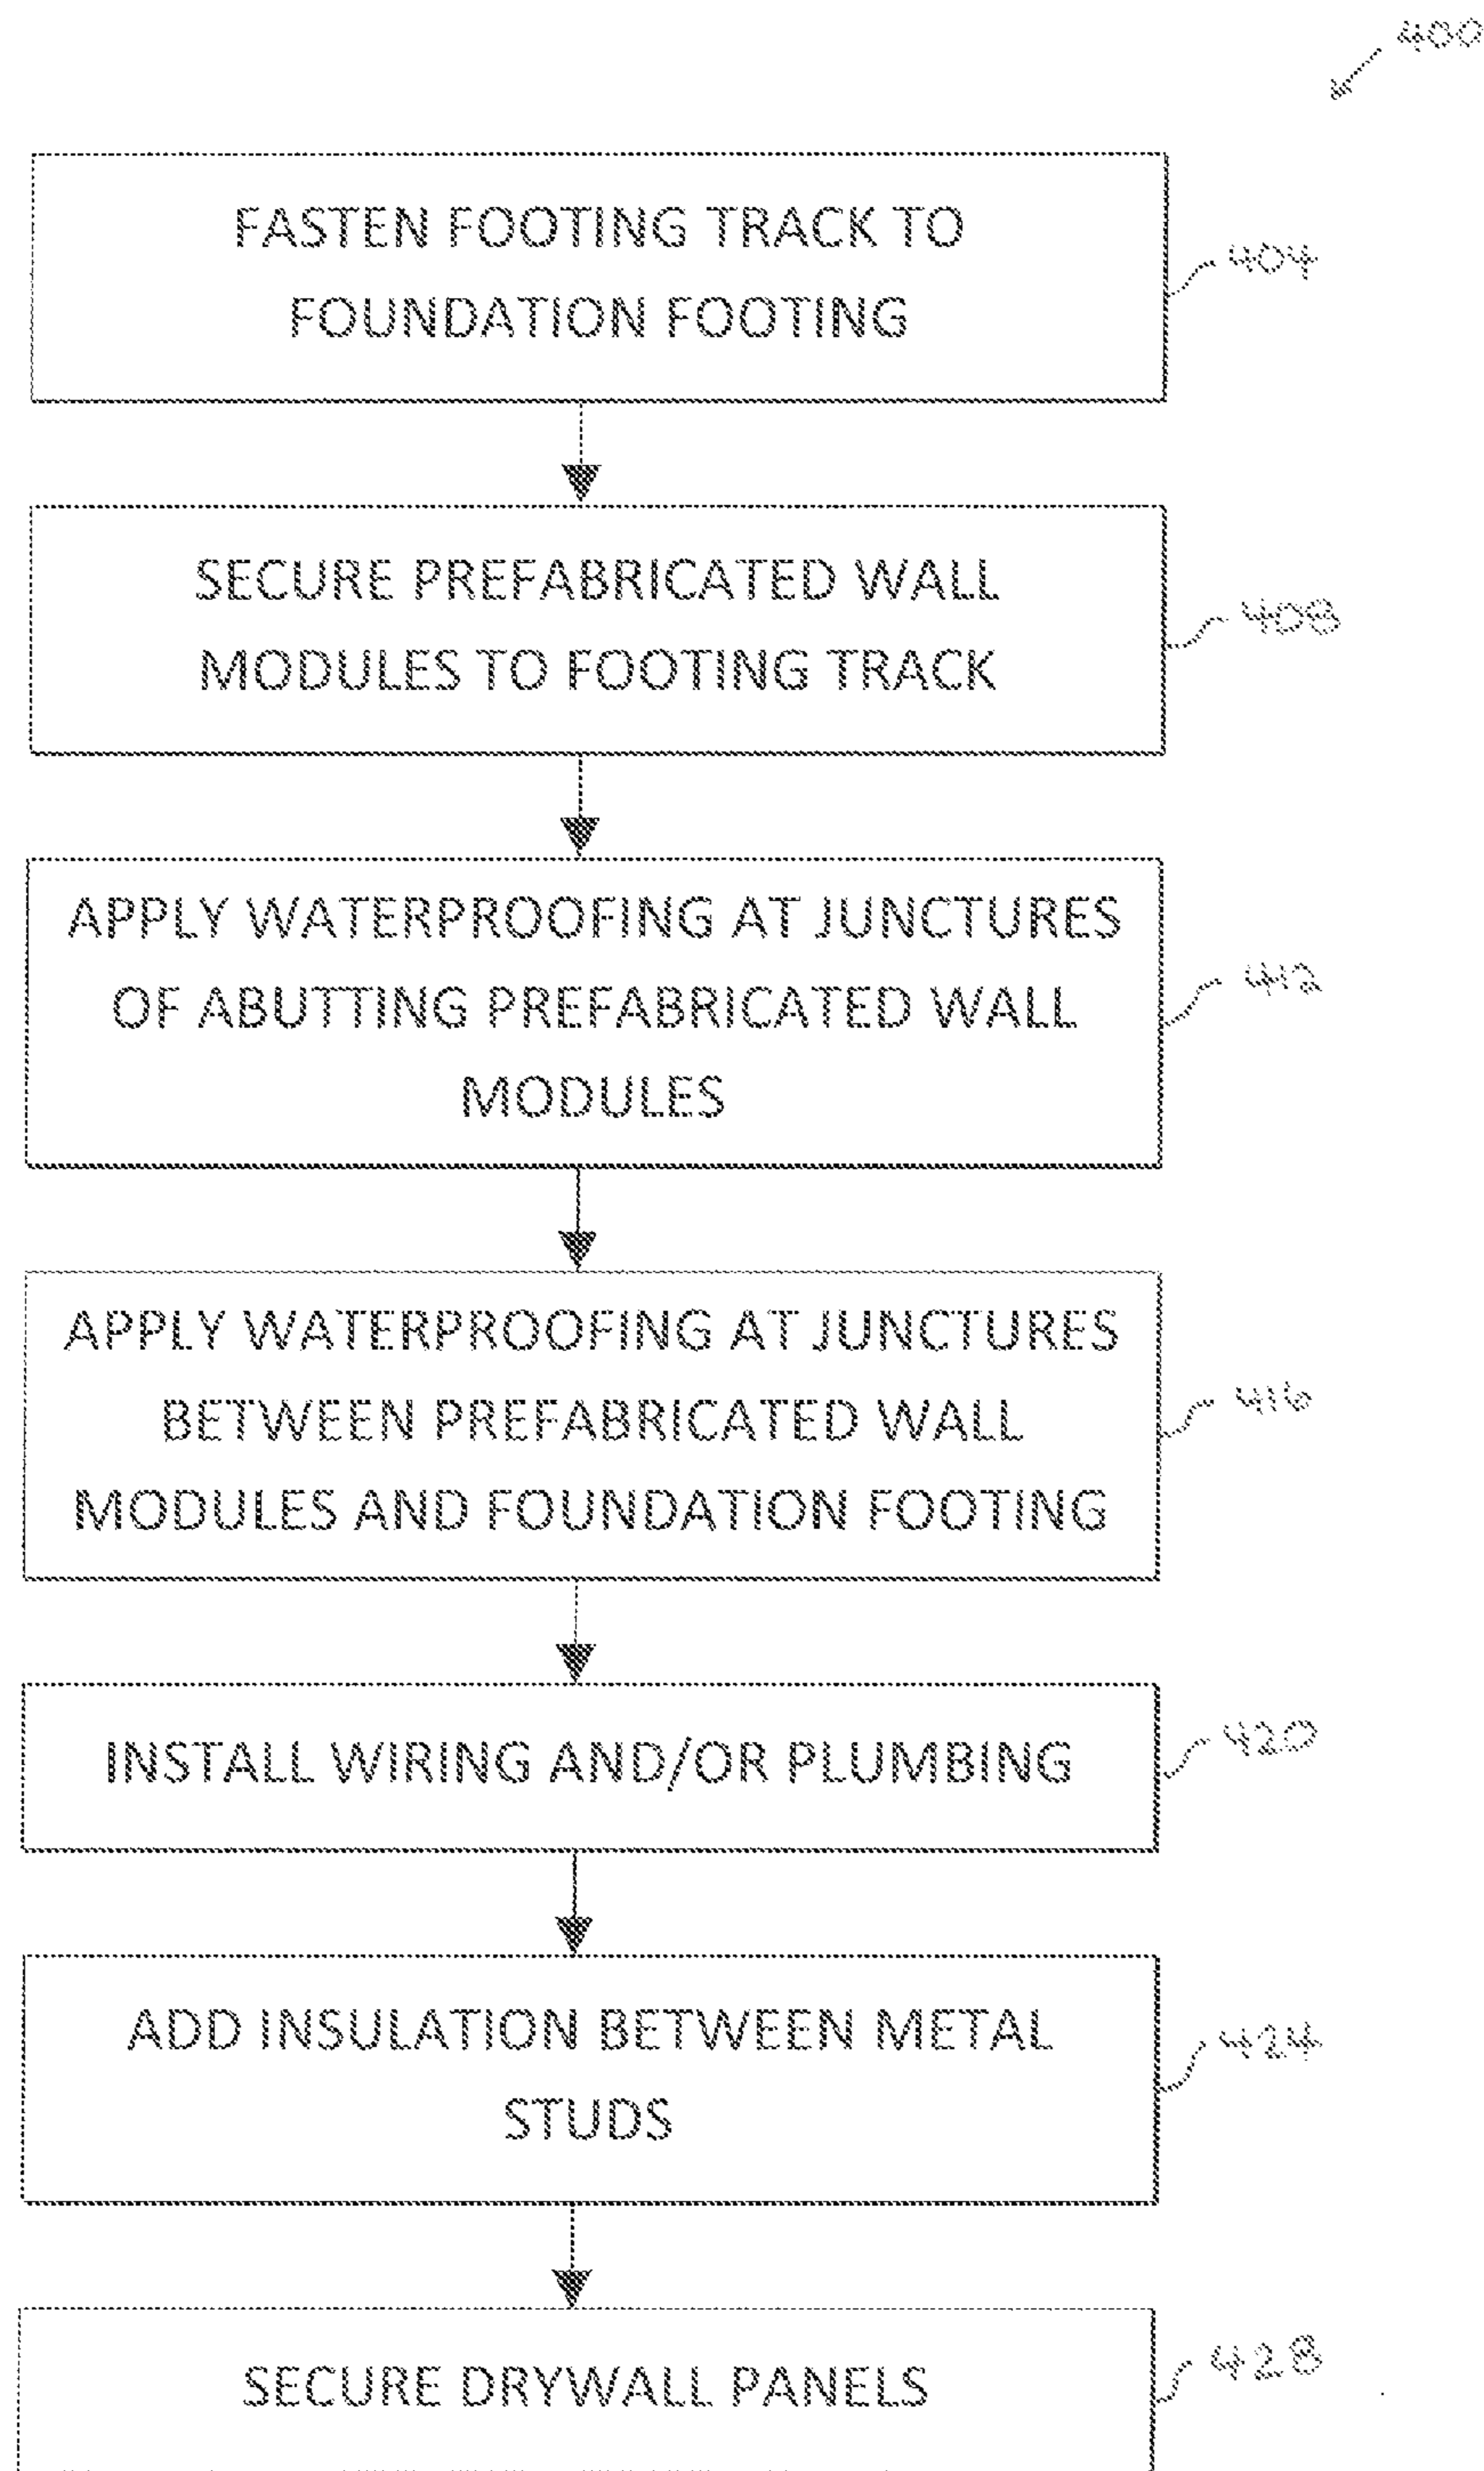 400
FASTEN FOOTING TRACK TO
FOUNDATION FOOTING
404
SECURE PREFABRICATED WALL
MODULES TO FOOTING TRACK
408
APPLY WATERPROOFING AT JUNCTURES
OF ABUTTING PREFABRICATED WALL
MODULES
412
APPLY WATERPROOFING AT JUNCTURES
BETWEEN PREFABRICATED WALL
MODULES AND FOUNDATION FOOTING
416
INSTALL WIRING AND/OR PLUMBING
420
ADD INSULATION BETWEEN METAL
STUDS
424
SECURE DRYWALL PANELS
428